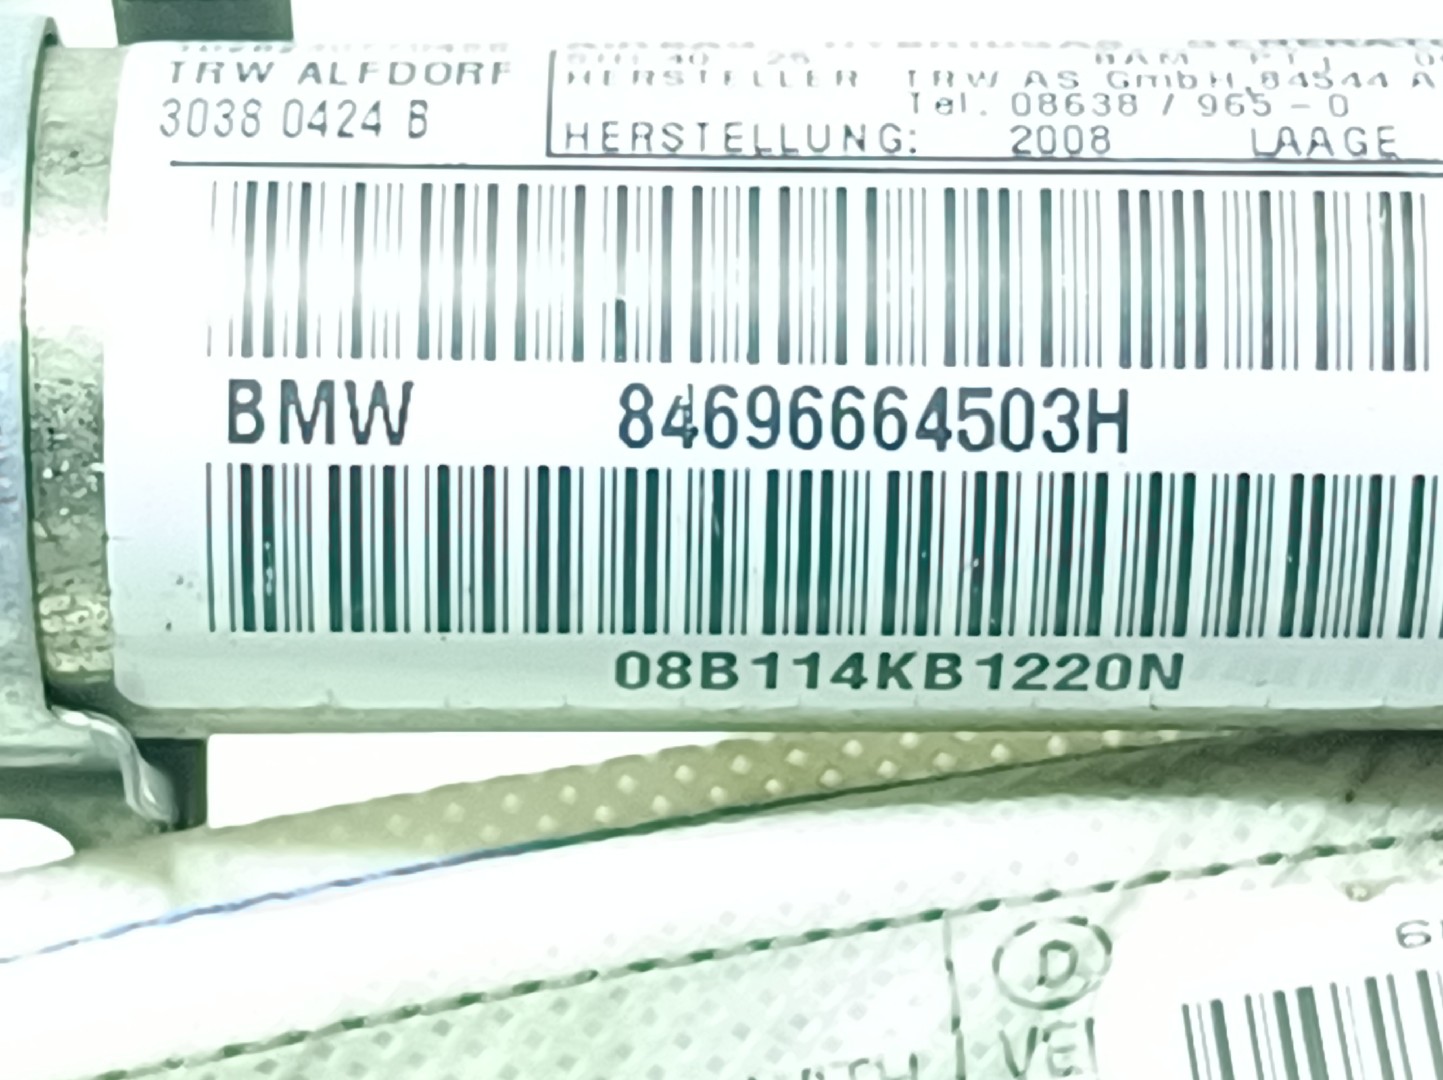 TRW ALFDORF
3038 0424 B
HERSTELLER TRW AS GmbH,84544 A
Tel. 08638 / 965 - 0
HERSTELLUNG: 2008 LAAGE
BMW 84696664503H
08B114KB1220N
D
VE